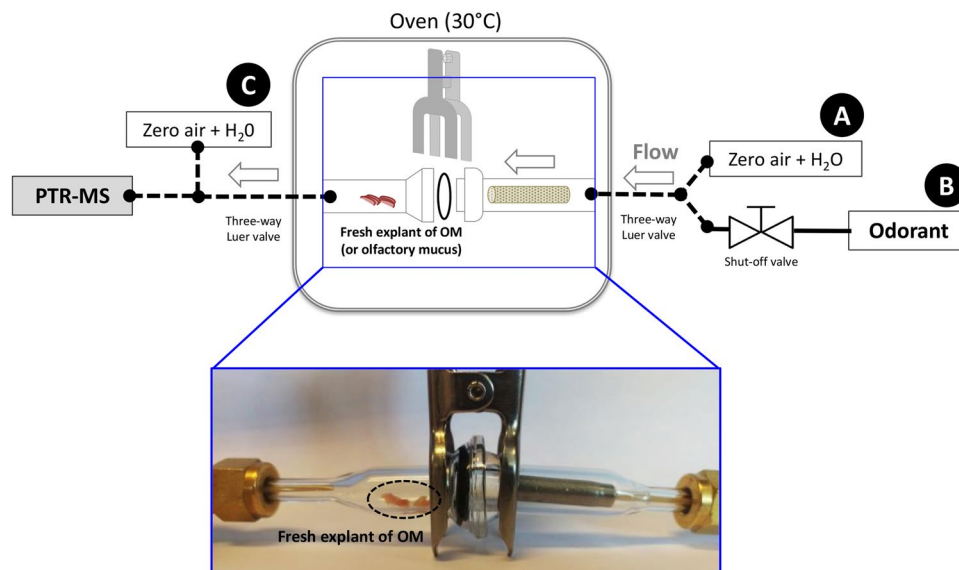 Oven (30°C)
C
Zero air + H₂0
A
Zero air + H₂O
Flow
B
PTR-MS
Three-way
Luer valve
Fresh explant of OM
(or olfactory mucus)
Three-way
Luer valve
Odorant
Shut-off valve
Fresh explant of OM